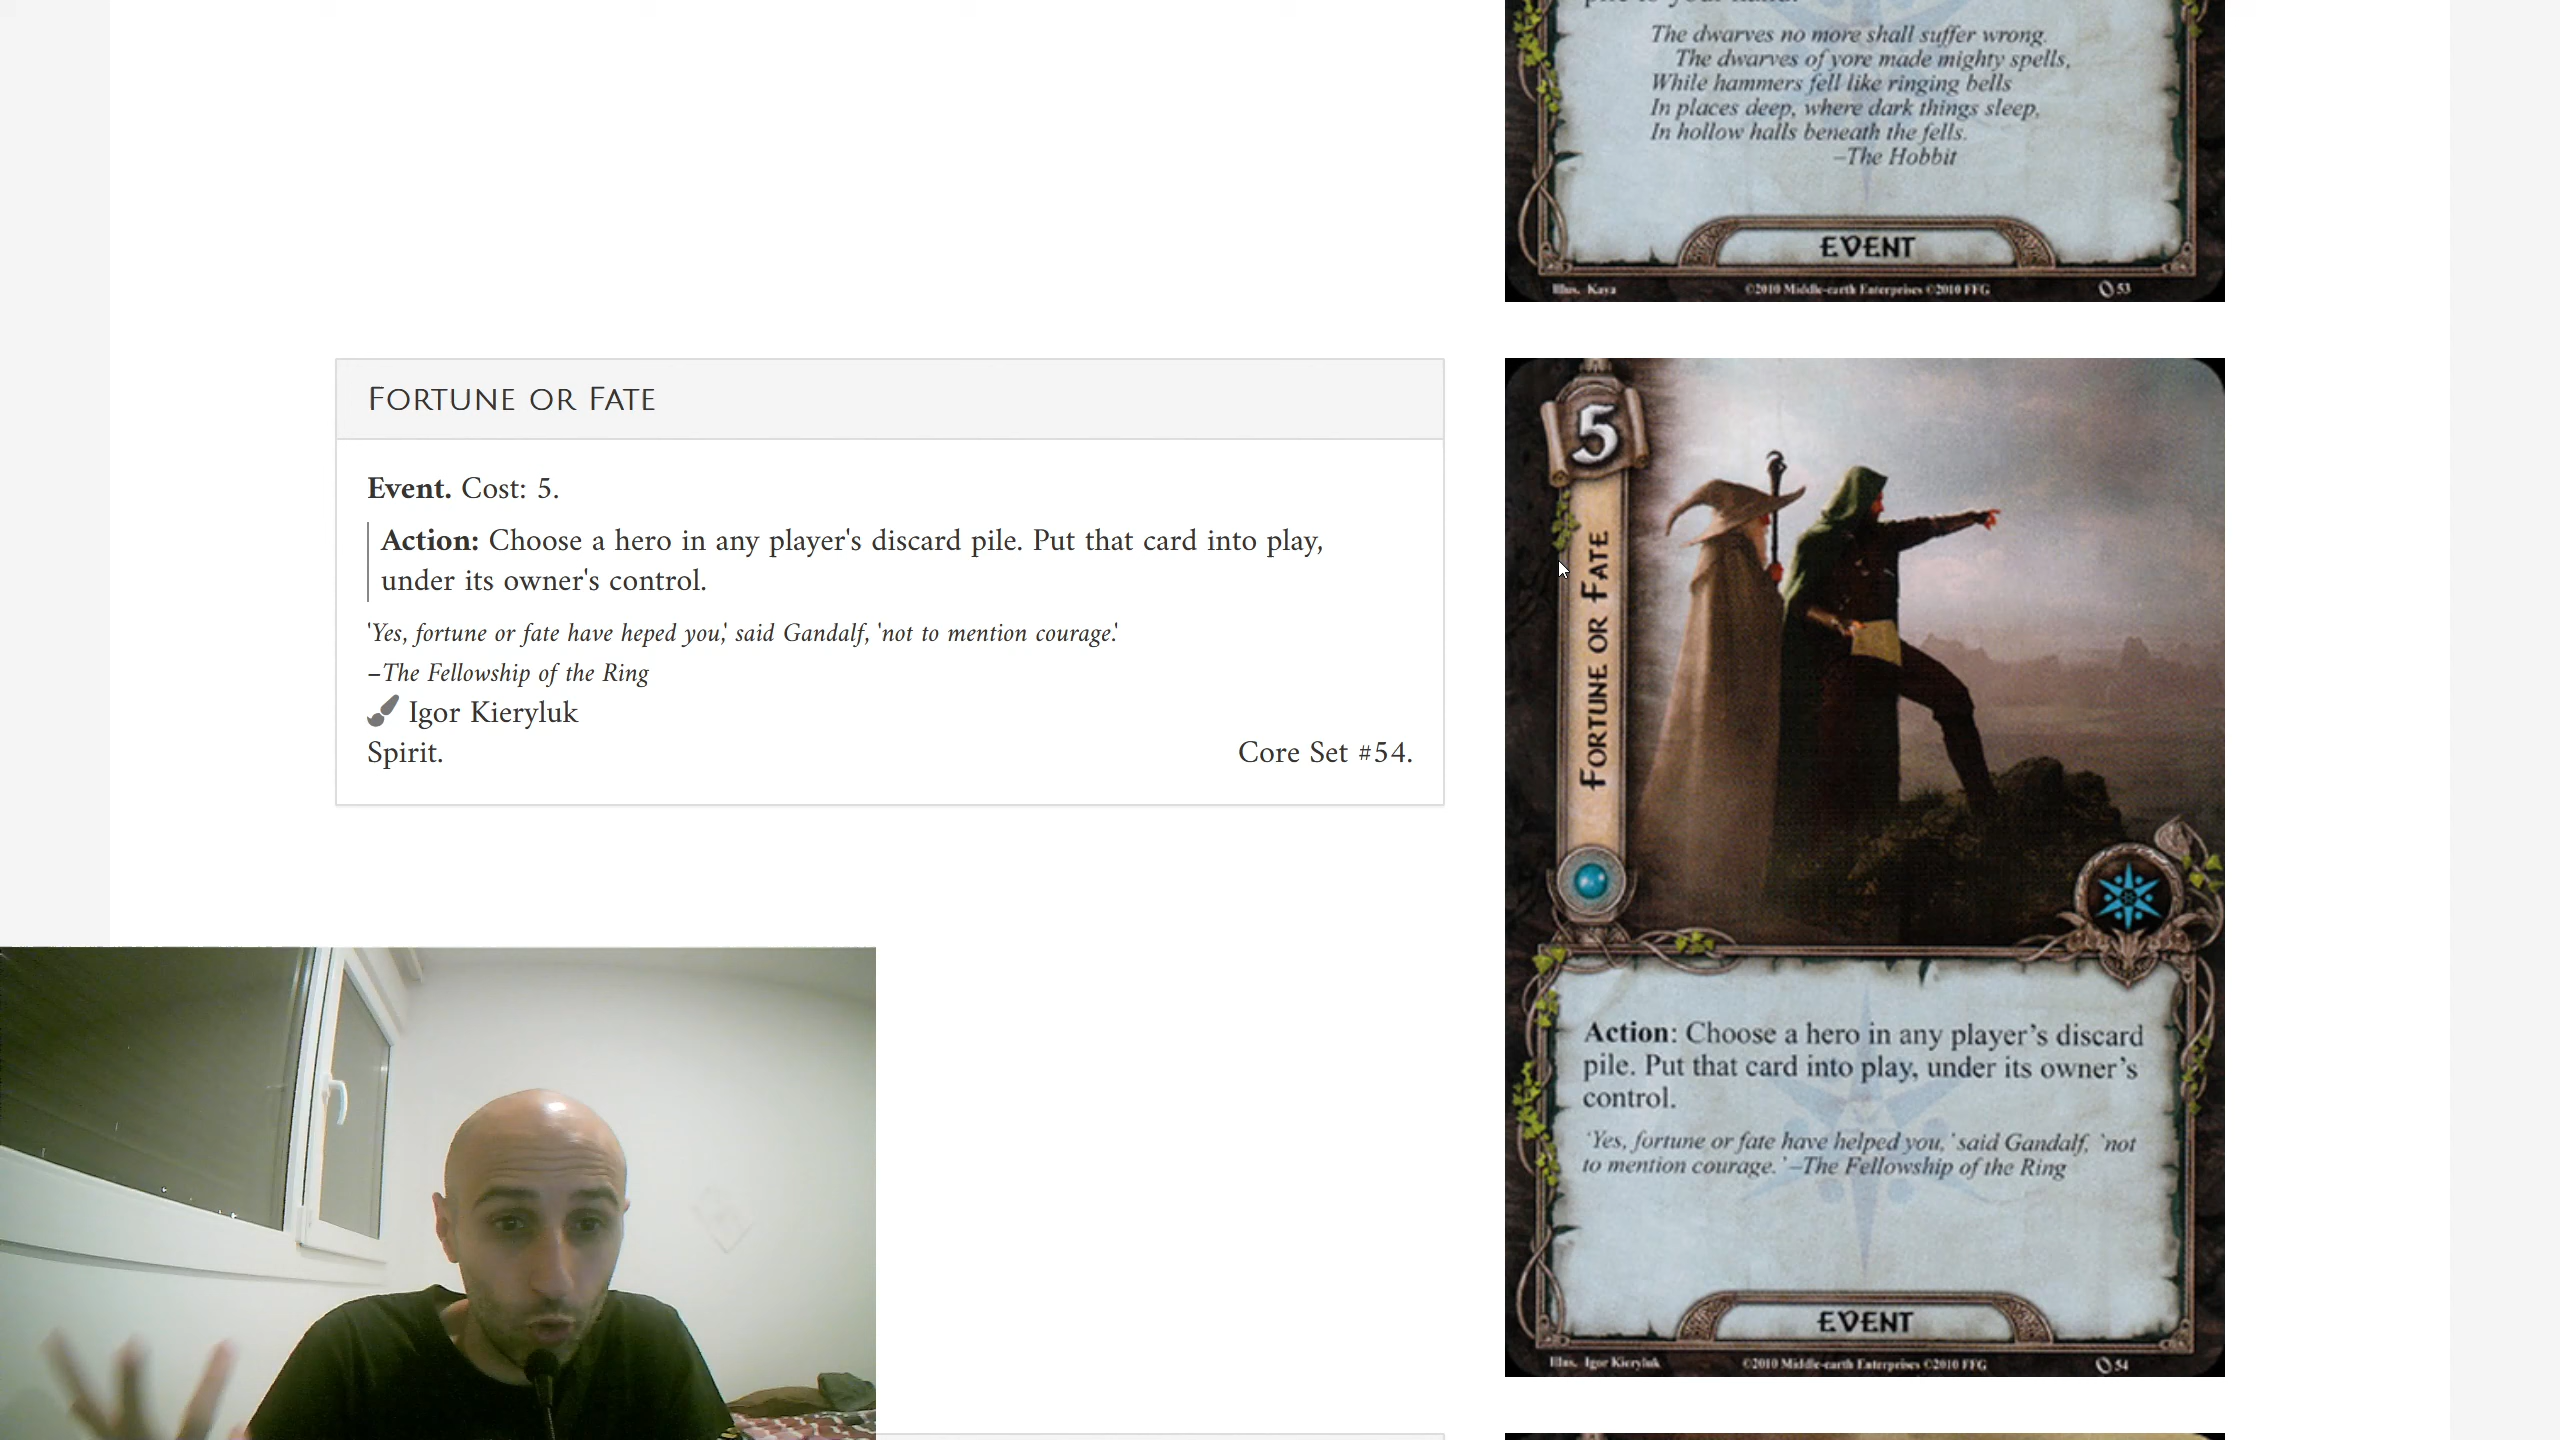 The dwarves no more shall suffer wrong.
The dwarves of yore made mighty spells,
While hammers fell like ringing bells
In places deep, where dark things sleep,
In hollow halls beneath the fells.
–The Hobbit
EVENT
Illus. Kaya ©2010 Middle-earth Enterprises ©2010 FFG 53
FORTUNE OR FATE
Event. Cost: 5.
Action: Choose a hero in any player's discard pile. Put that card into play,
under its owner's control.
'Yes, fortune or fate have heped you,' said Gandalf, 'not to mention courage.'
–The Fellowship of the Ring
Igor Kieryluk
Spirit. Core Set #54.
5
FORTUNE OR FATE
Action: Choose a hero in any player's discard
pile. Put that card into play, under its owner's
control.
'Yes, fortune or fate have helped you,' said Gandalf, 'not
to mention courage.' –The Fellowship of the Ring
EVENT
Illus. Igor Kieryluk ©2010 Middle-earth Enterprises ©2010 FFG 54